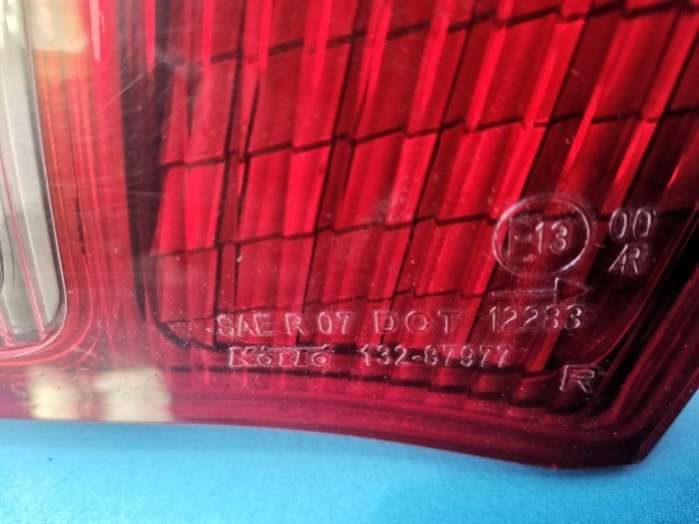 E13 00
AR
SAE R 07 DOT 12283
Koito 132-87977
R